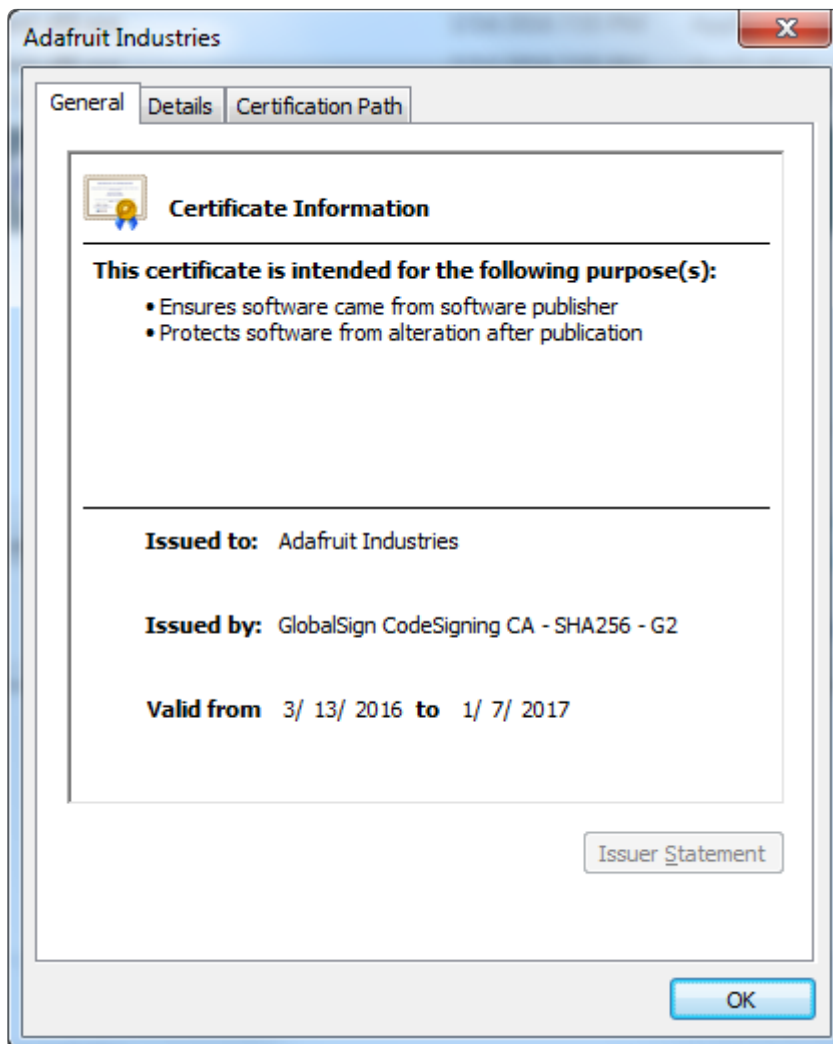 Adafruit Industries
General Details Certification Path
Certificate Information
This certificate is intended for the following purpose(s):
• Ensures software came from software publisher
• Protects software from alteration after publication
Issued to: Adafruit Industries
Issued by: GlobalSign CodeSigning CA - SHA256 - G2
Valid from 3/ 13/ 2016 to 1/ 7/ 2017
Issuer Statement
OK